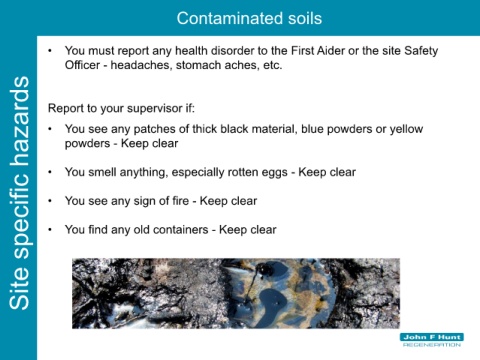 Contaminated soils
Site specific hazards
• You must report any health disorder to the First Aider or the site Safety
Officer - headaches, stomach aches, etc.
Report to your supervisor if:
• You see any patches of thick black material, blue powders or yellow
powders - Keep clear
• You smell anything, especially rotten eggs - Keep clear
• You see any sign of fire - Keep clear
• You find any old containers - Keep clear
John F Hunt
REGENERATION